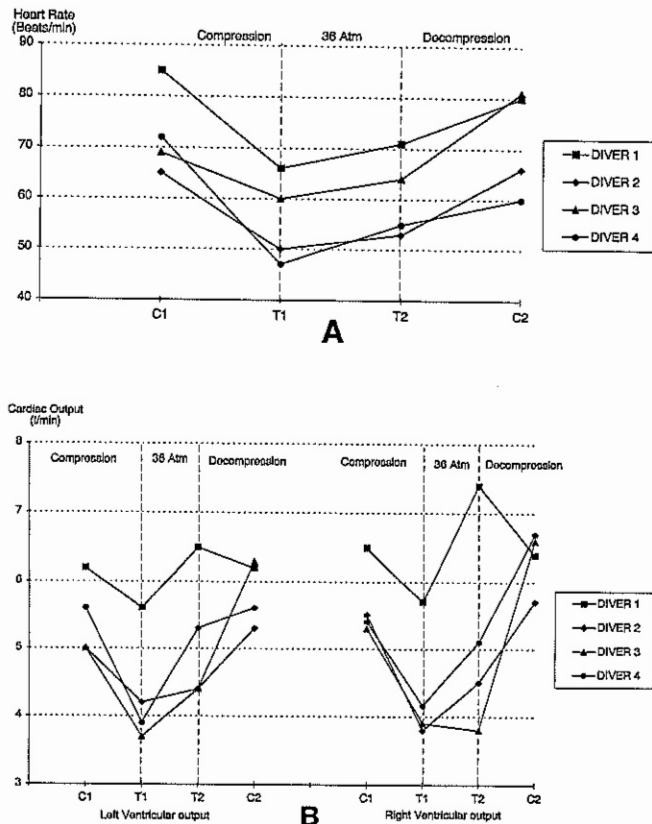 Heart Rate
(Beats/min)
90
Compression 36 Atm Decompression
80
70
60
50
40
C1 T1 T2 C2
DIVER 1
DIVER 2
DIVER 3
DIVER 4
A
Cardiac Output
(l/min)
8
Compression 36 Atm Decompression Compression 36 Atm Decompression
7
6
5
4
3
C1 T1 T2 C2 C1 T1 T2 C2
Left Ventricular output Right Ventricular output
DIVER 1
DIVER 2
DIVER 3
DIVER 4
B